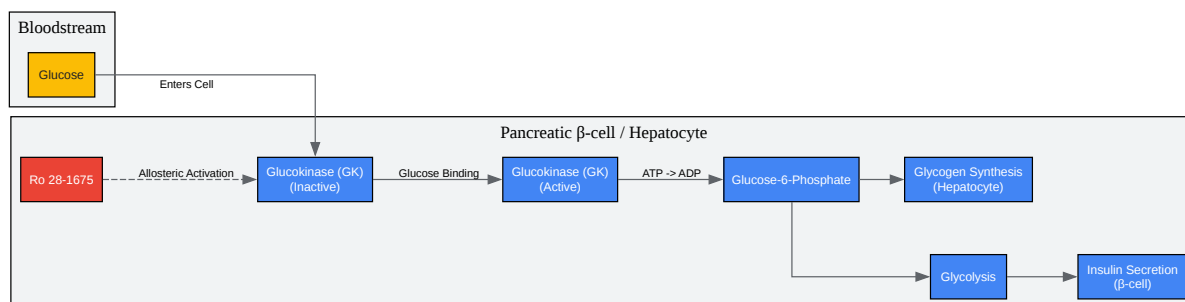 Bloodstream
Glucose
Enters Cell
Pancreatic β-cell / Hepatocyte
Ro 28-1675
Allosteric Activation
Glucokinase (GK)
(Inactive)
Glucose Binding
Glucokinase (GK)
(Active)
ATP -> ADP
Glucose-6-Phosphate
Glycogen Synthesis
(Hepatocyte)
Glycolysis
Insulin Secretion
(β-cell)